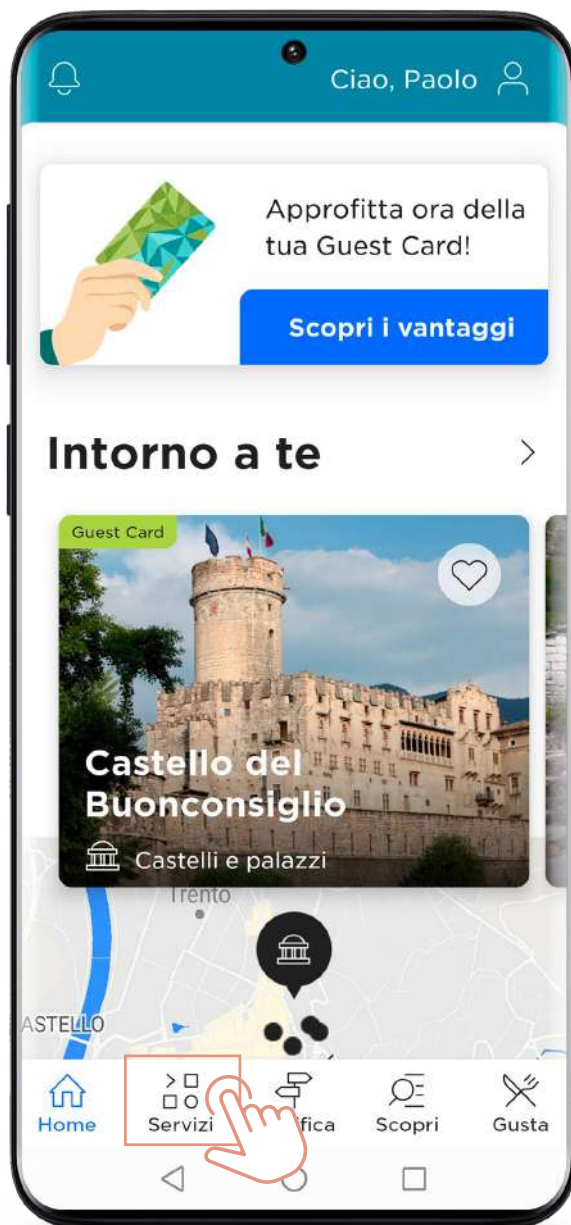 Ciao, Paolo
Approfitta ora della
tua Guest Card!
Scopri i vantaggi
Intorno a te
Guest Card
Castello del
Buonconsiglio
Castelli e palazzi
Trento
ASTELLO
Home
Servizi
ifica
Scopri
Gusta